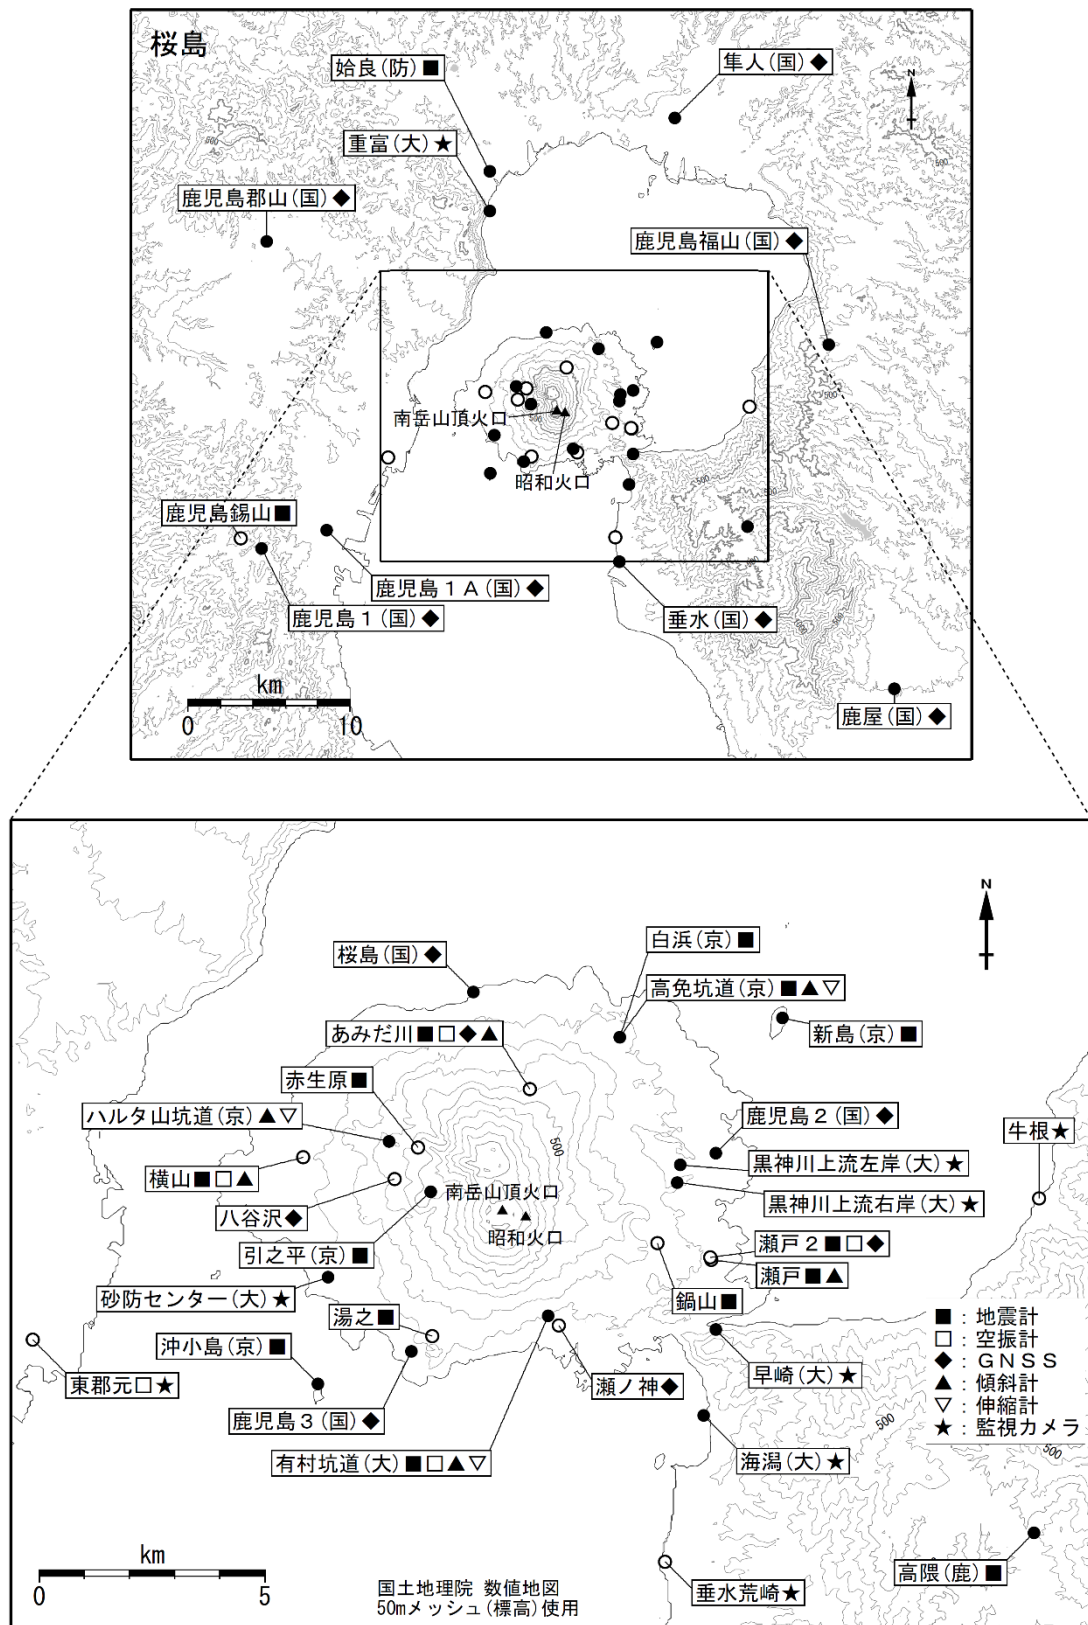 桜島
姶良(防)■
隼人(国)◆
N
重富(大)★
鹿児島郡山(国)◆
鹿児島福山(国)◆
南岳山頂火口
昭和火口
鹿児島錫山■
鹿児島1A(国)◆
鹿児島1(国)◆
垂水(国)◆
km
0 10
鹿屋(国)◆
500
500
500
500
500
500
N
白浜(京)■
桜島(国)◆
高免坑道(京)■▲▽
新島(京)■
あみだ川■□◆▲
赤生原■
ハルタ山坑道(京)▲▽
鹿児島2(国)◆
牛根★
500
横山■□▲
黒神川上流左岸(大)★
南岳山頂火口
黒神川上流右岸(大)★
八谷沢◆
昭和火口
引之平(京)■
瀬戸2■□◆
瀬戸■▲
砂防センター(大)★
鍋山■
湯之■
■:地震計
□:空振計
◆:GNSS
▲:傾斜計
▽:伸縮計
★:監視カメラ
沖小島(京)■
早崎(大)★
東郡元□★
瀬ノ神◆
鹿児島3(国)◆
500
500
有村坑道(大)■□▲▽
海潟(大)★
km
0 5
高隈(鹿)■
国土地理院 数値地図
50mメッシュ(標高)使用
垂水荒崎★